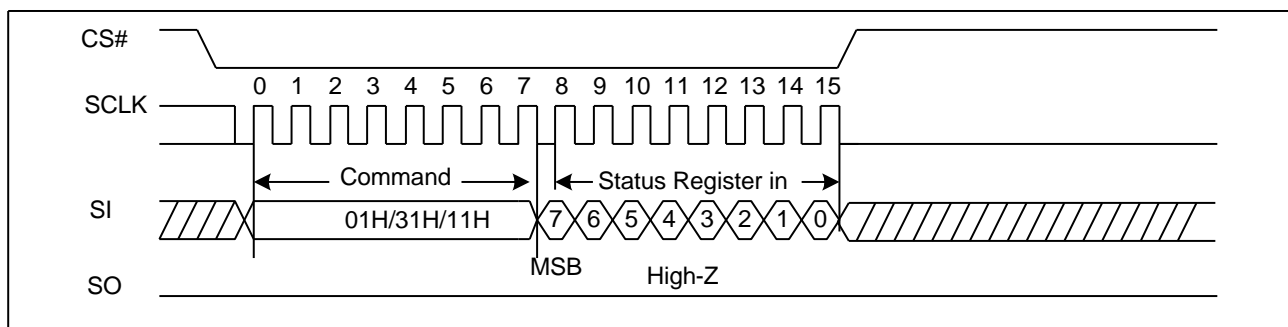 CS#
0 1 2 3 4 5 6 7 8 9 10 11 12 13 14 15
SCLK
Command Status Register in
SI 01H/31H/11H 7 6 5 4 3 2 1 0
MSB High-Z
SO